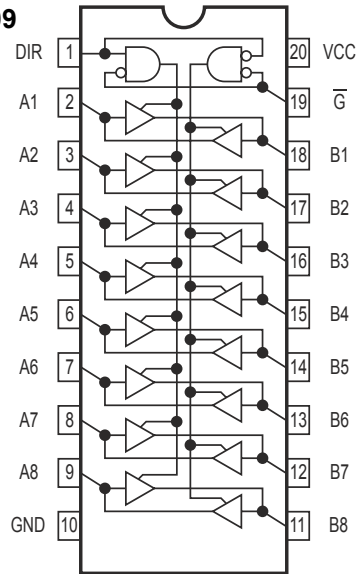 9
DIR 1 20 VCC
A1 2 19 G̅
A2 3 18 B1
A3 4 17 B2
A4 5 16 B3
A5 6 15 B4
A6 7 14 B5
A7 8 13 B6
A8 9 12 B7
GND 10 11 B8